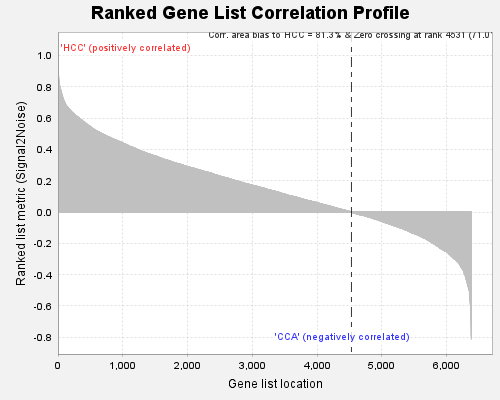 Ranked Gene List Correlation Profile
Corr. area bias to 'HCC' = 81.3% & Zero crossing at rank 4531 (71.0
'HCC' (positively correlated)
1.0
0.8
0.6
0.4
0.2
0.0
-0.2
-0.4
-0.6
-0.8
Ranked list metric (Signal2Noise)
'CCA' (negatively correlated)
0 1,000 2,000 3,000 4,000 5,000 6,000
Gene list location